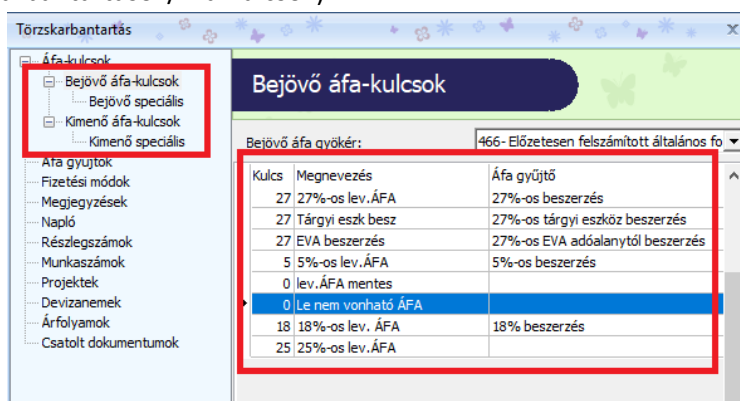 Törzskarbantartás
x
Áfa-kulcsok
Bejövő áfa-kulcsok
Bejövő speciális
Kimenő áfa-kulcsok
Kimenő speciális
Áfa gyűjtők
Fizetési módok
Megjegyzések
Napló
Részlegszámok
Munkaszámok
Projektek
Devizanemek
Árfolyamok
Csatolt dokumentumok
Bejövő áfa-kulcsok
Bejövő áfa gyökér: 466- Előzetesen felszámított általános fo
Kulcs Megnevezés Áfa gyűjtő
27 27%-os lev.ÁFA 27%-os beszerzés
27 Tárgyi eszk besz 27%-os tárgyi eszköz beszerzés
27 EVA beszerzés 27%-os EVA adóalanytól beszerzés
5 5%-os lev.ÁFA 5%-os beszerzés
0 lev.ÁFA mentes
0 Le nem vonható ÁFA
18 18%-os lev. ÁFA 18% beszerzés
25 25%-os lev.ÁFA